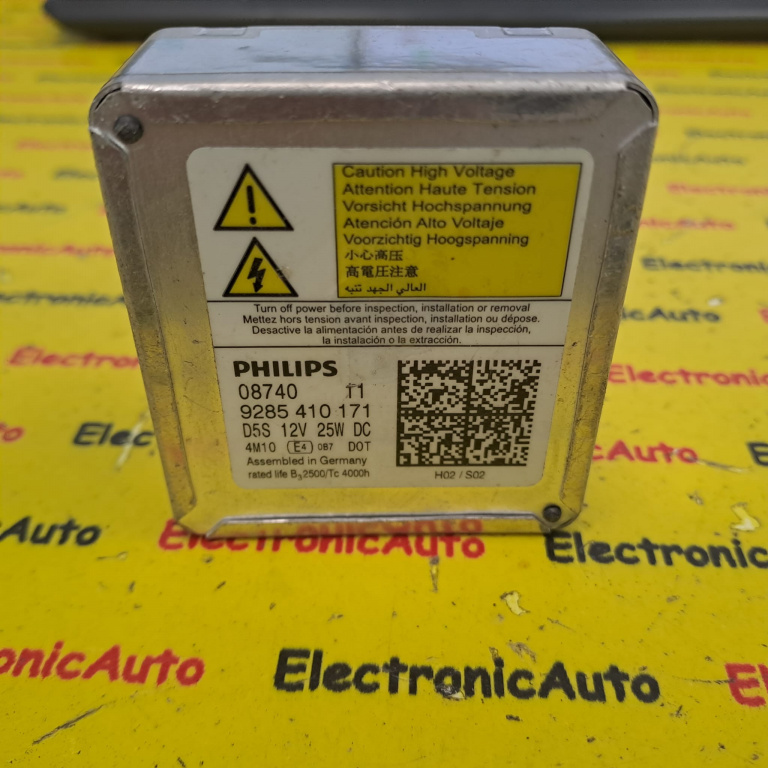 Caution High Voltage
Attention Haute Tension
Vorsicht Hochspannung
Atención Alto Voltaje
Voorzichtig Hoogspanning
小心高压
高電圧注意
العالي الجهد تتبه
Turn off power before inspection, installation or removal
Mettez hors tension avant inspection, installation ou dépose.
Desactive la alimentación antes de realizar la inspección,
la instalación o la extracción.
PHILIPS
08740 T1
9285 410 171
D5S 12V 25W DC
4M10 E4 0B7 DOT
Assembled in Germany
rated life B3 2500/Tc 4000h
H02 / S02
ElectronicAuto
ElectronicAuto
ElectronicAuto
ElectronicAuto